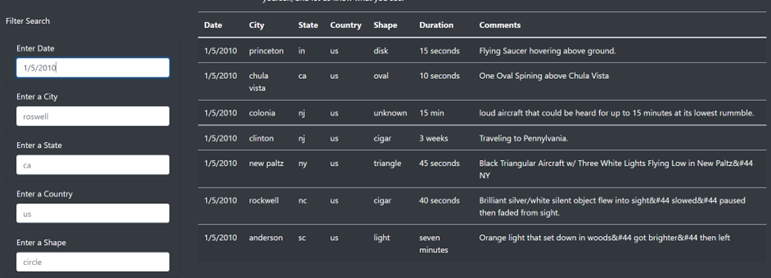 Filter Search
Enter Date
1/5/2010
Enter a City
roswell
Enter a State
ca
Enter a Country
us
Enter a Shape
circle
Date City State Country Shape Duration Comments
1/5/2010 princeton in us disk 15 seconds Flying Saucer hovering above ground.
1/5/2010 chula ca us oval 10 seconds One Oval Spining above Chula Vista
vista
1/5/2010 colonia nj us unknown 15 min loud aircraft that could be heard for up to 15 minutes at its lowest rummble.
1/5/2010 clinton nj us cigar 3 weeks Traveling to Pennylvania.
1/5/2010 new paltz ny us triangle 45 seconds Black Triangular Aircraft w/ Three White Lights Flying Low in New Paltz&#44
NY
1/5/2010 rockwell nc us cigar 40 seconds Brilliant silver/white silent object flew into sight&#44 slowed&#44 paused
then faded from sight.
1/5/2010 anderson sc us light seven Orange light that set down in woods&#44 got brighter&#44 then left
minutes